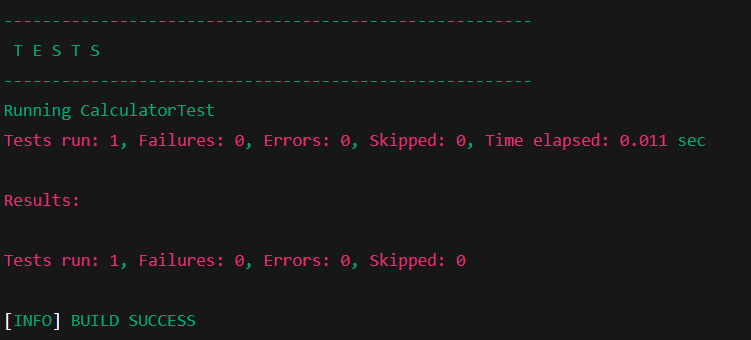 -------------------------------------------------------
T E S T S
-------------------------------------------------------
Running CalculatorTest
Tests run: 1, Failures: 0, Errors: 0, Skipped: 0, Time elapsed: 0.011 sec
Results:
Tests run: 1, Failures: 0, Errors: 0, Skipped: 0
[INFO] BUILD SUCCESS